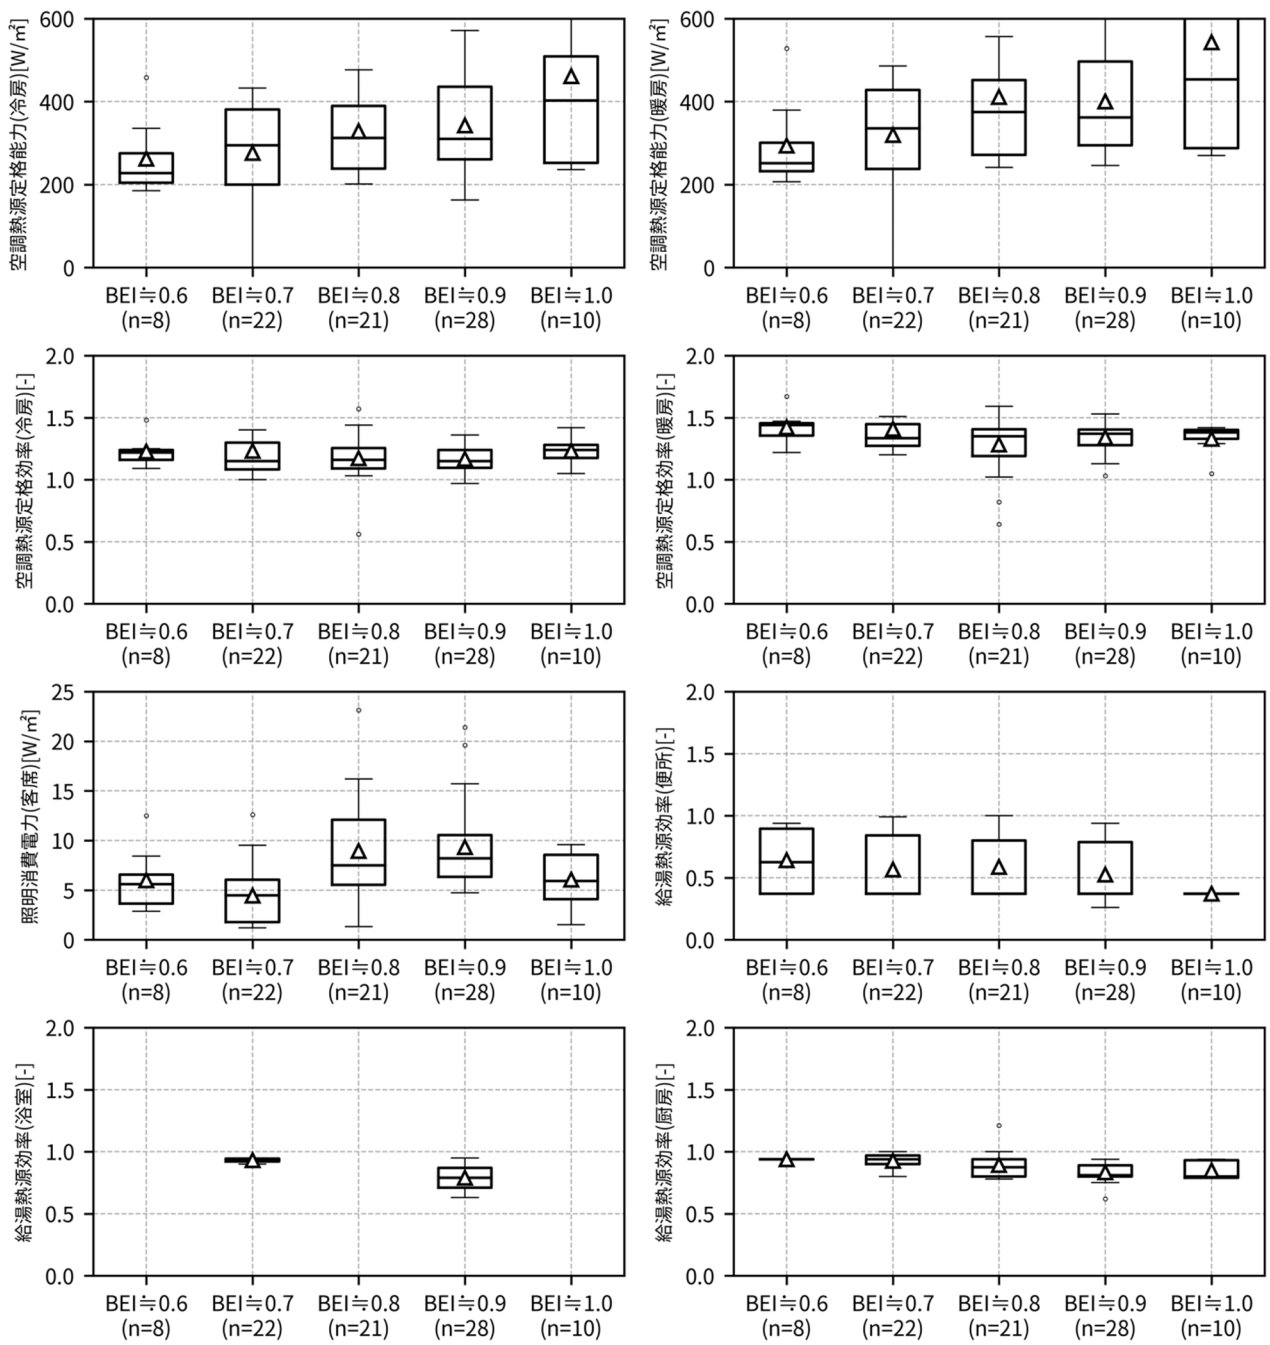 空調熱源定格能力(冷房)[W/㎡]
600
400
200
0
BEI≒0.6 BEI≒0.7 BEI≒0.8 BEI≒0.9 BEI≒1.0
(n=8) (n=22) (n=21) (n=28) (n=10)
空調熱源定格能力(暖房)[W/㎡]
600
400
200
0
BEI≒0.6 BEI≒0.7 BEI≒0.8 BEI≒0.9 BEI≒1.0
(n=8) (n=22) (n=21) (n=28) (n=10)
空調熱源定格効率(冷房)[-]
2.0
1.5
1.0
0.5
0.0
BEI≒0.6 BEI≒0.7 BEI≒0.8 BEI≒0.9 BEI≒1.0
(n=8) (n=22) (n=21) (n=28) (n=10)
空調熱源定格効率(暖房)[-]
2.0
1.5
1.0
0.5
0.0
BEI≒0.6 BEI≒0.7 BEI≒0.8 BEI≒0.9 BEI≒1.0
(n=8) (n=22) (n=21) (n=28) (n=10)
照明消費電力(客席)[W/㎡]
25
20
15
10
5
0
BEI≒0.6 BEI≒0.7 BEI≒0.8 BEI≒0.9 BEI≒1.0
(n=8) (n=22) (n=21) (n=28) (n=10)
給湯熱源効率(便所)[-]
2.0
1.5
1.0
0.5
0.0
BEI≒0.6 BEI≒0.7 BEI≒0.8 BEI≒0.9 BEI≒1.0
(n=8) (n=22) (n=21) (n=28) (n=10)
給湯熱源効率(浴室)[-]
2.0
1.5
1.0
0.5
0.0
BEI≒0.6 BEI≒0.7 BEI≒0.8 BEI≒0.9 BEI≒1.0
(n=8) (n=22) (n=21) (n=28) (n=10)
給湯熱源効率(厨房)[-]
2.0
1.5
1.0
0.5
0.0
BEI≒0.6 BEI≒0.7 BEI≒0.8 BEI≒0.9 BEI≒1.0
(n=8) (n=22) (n=21) (n=28) (n=10)